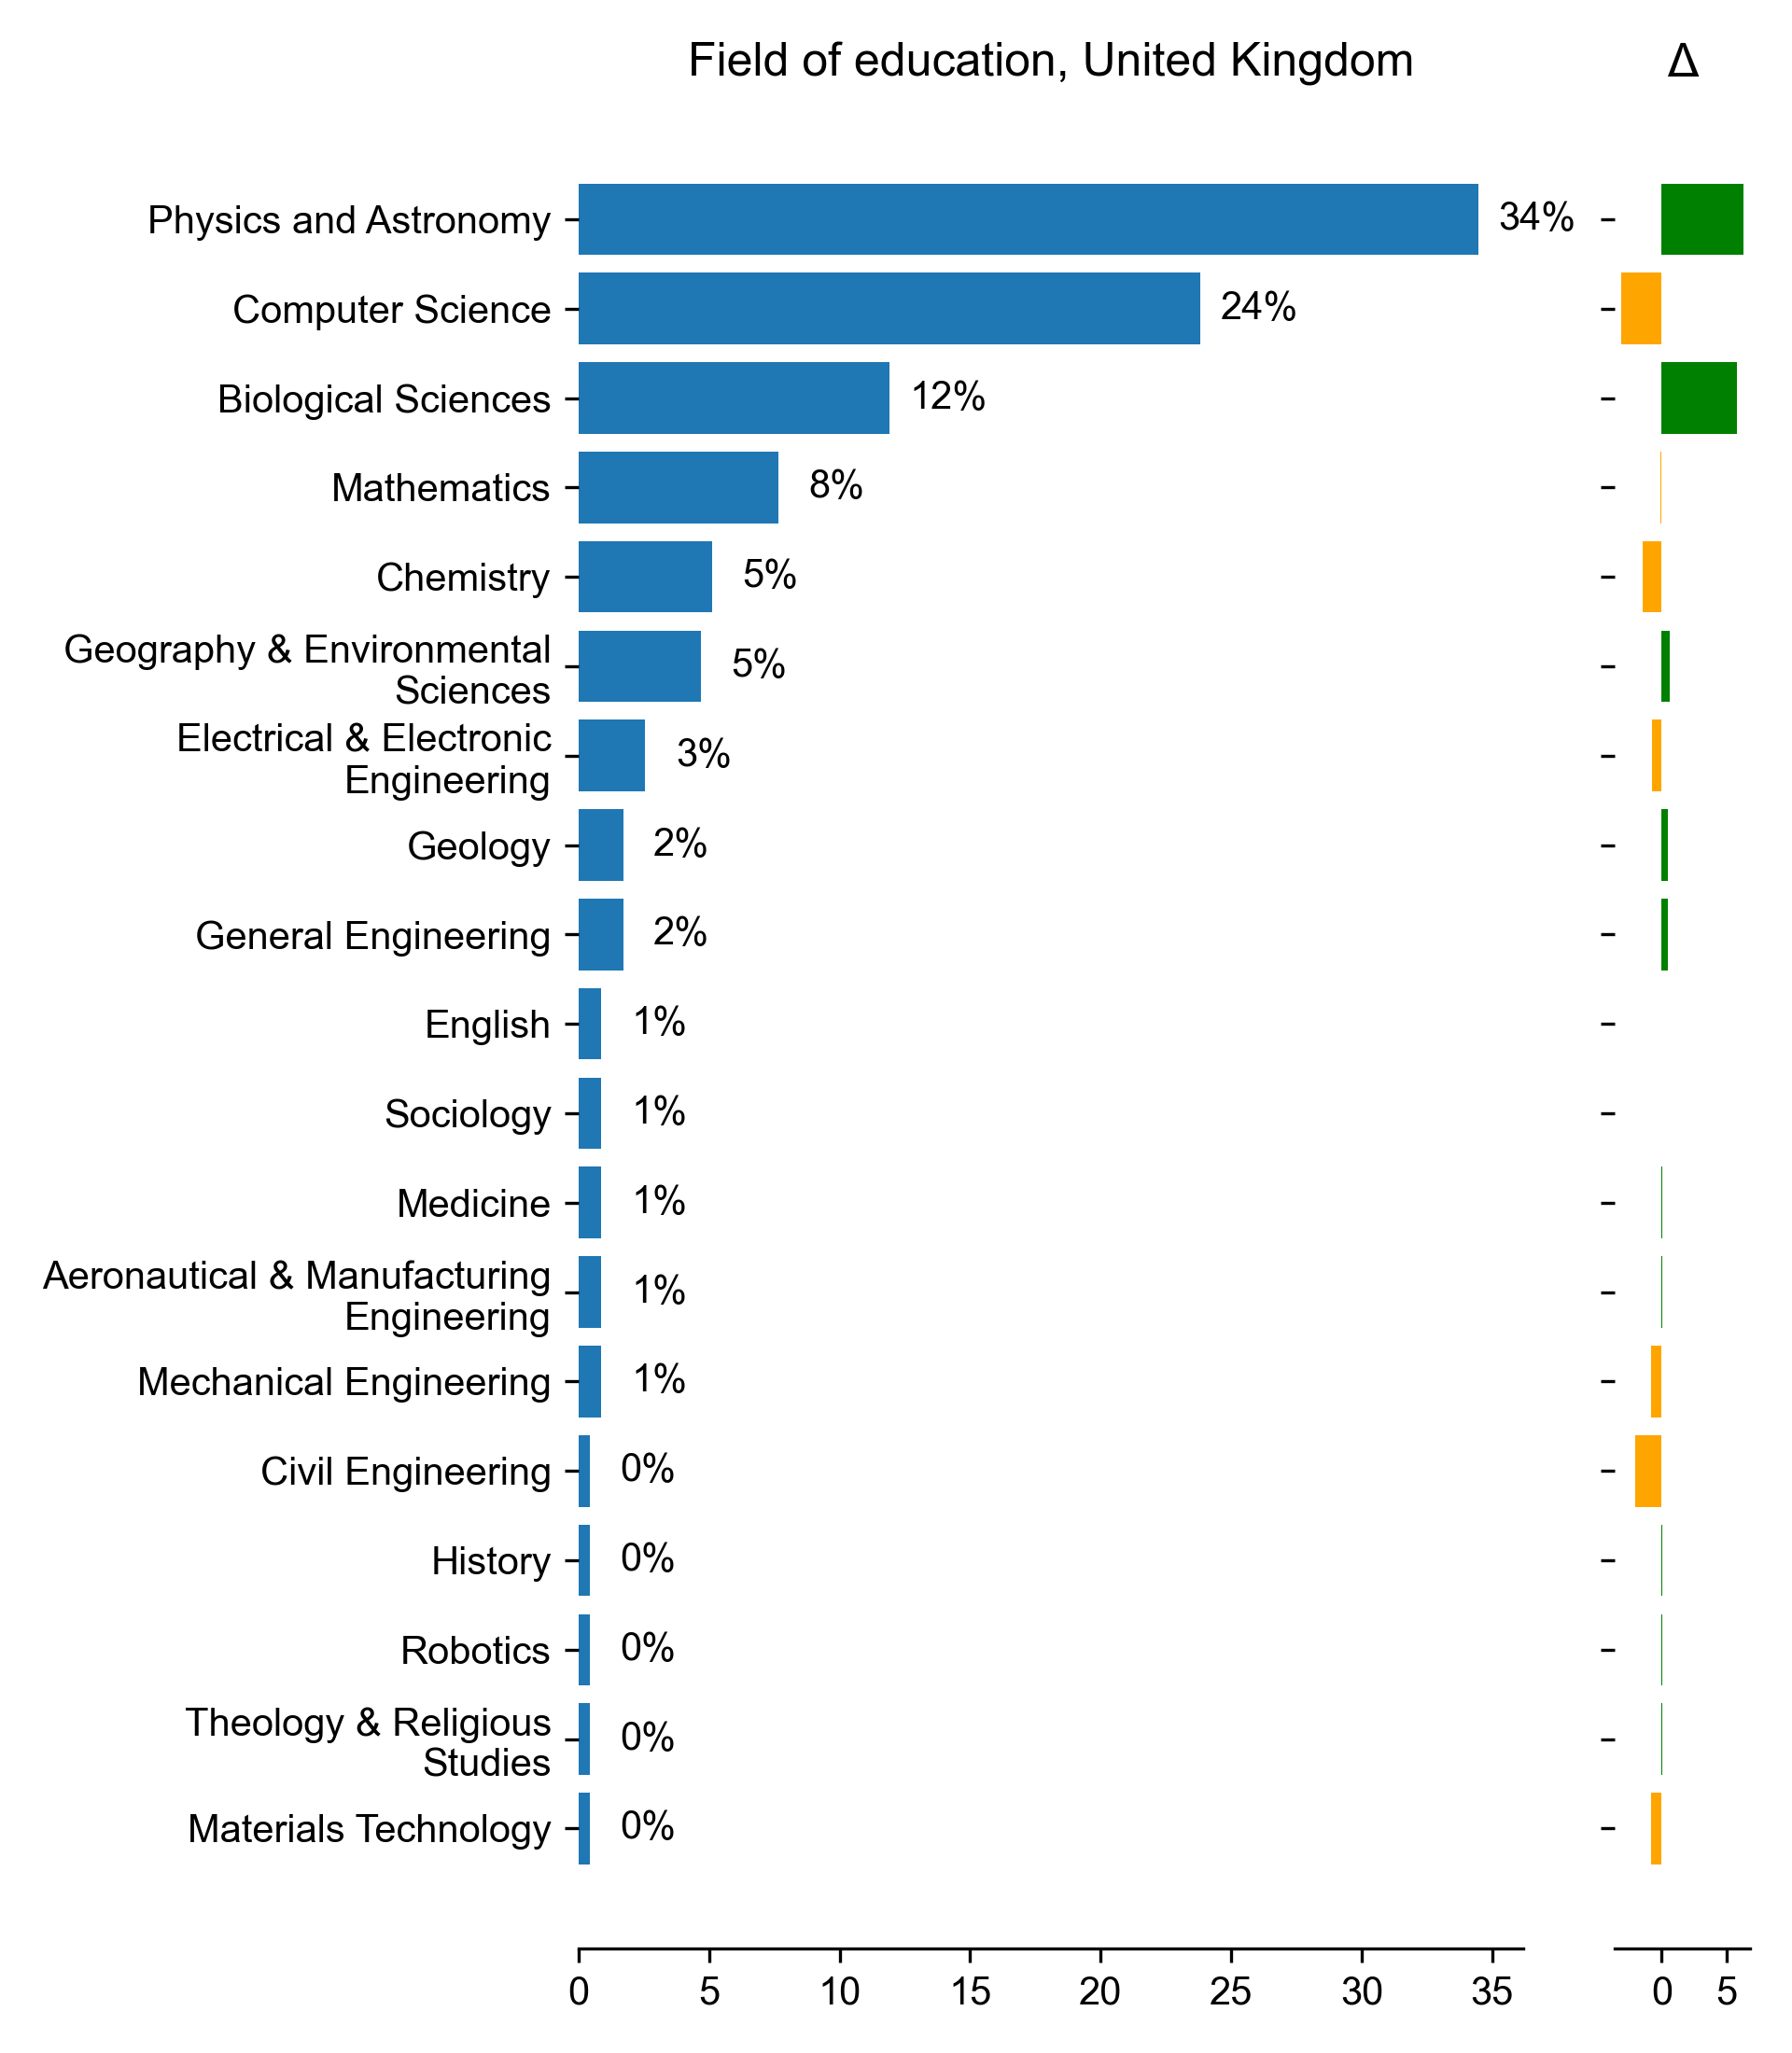 Field of education, United Kingdom
Δ
Physics and Astronomy
34%
Computer Science
24%
Biological Sciences
12%
Mathematics
8%
Chemistry
5%
Geography & Environmental
Sciences
5%
Electrical & Electronic
Engineering
3%
Geology
2%
General Engineering
2%
English
1%
Sociology
1%
Medicine
1%
Aeronautical & Manufacturing
Engineering
1%
Mechanical Engineering
1%
Civil Engineering
0%
History
0%
Robotics
0%
Theology & Religious
Studies
0%
Materials Technology
0%
0 5 10 15 20 25 30 35
0 5